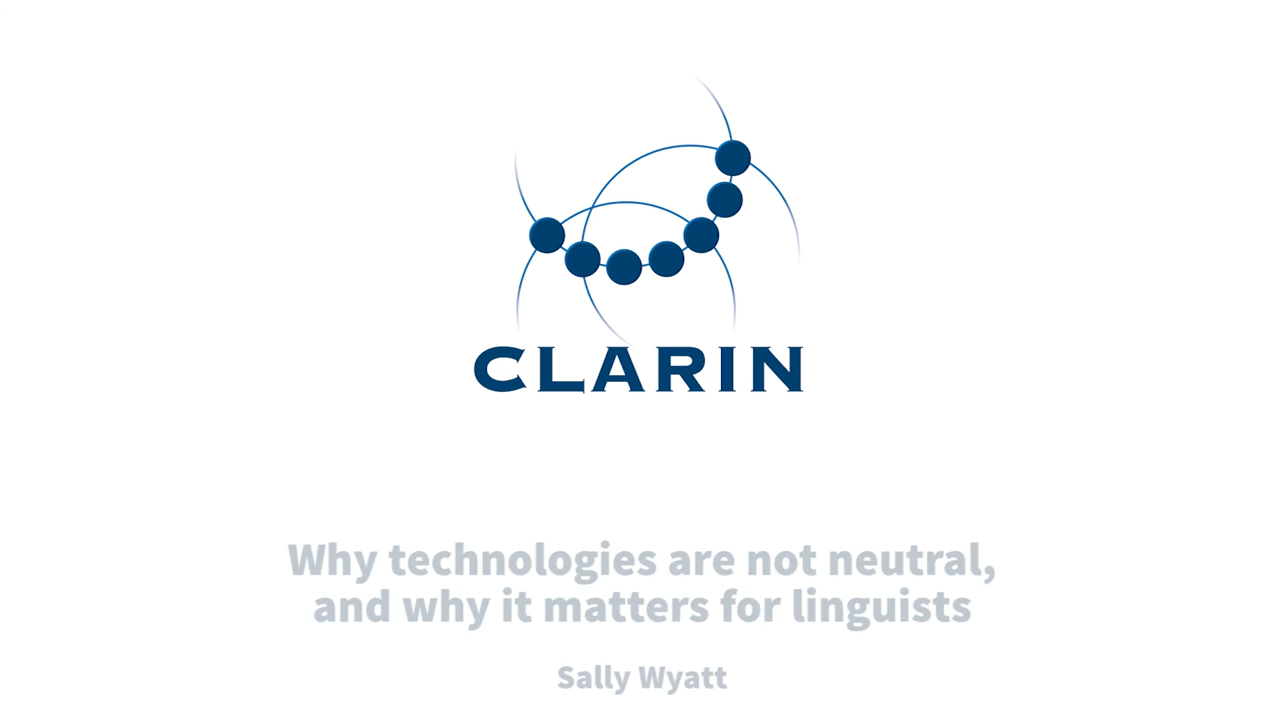 CLARIN
Why technologies are not neutral,
and why it matters for linguists
Sally Wyatt